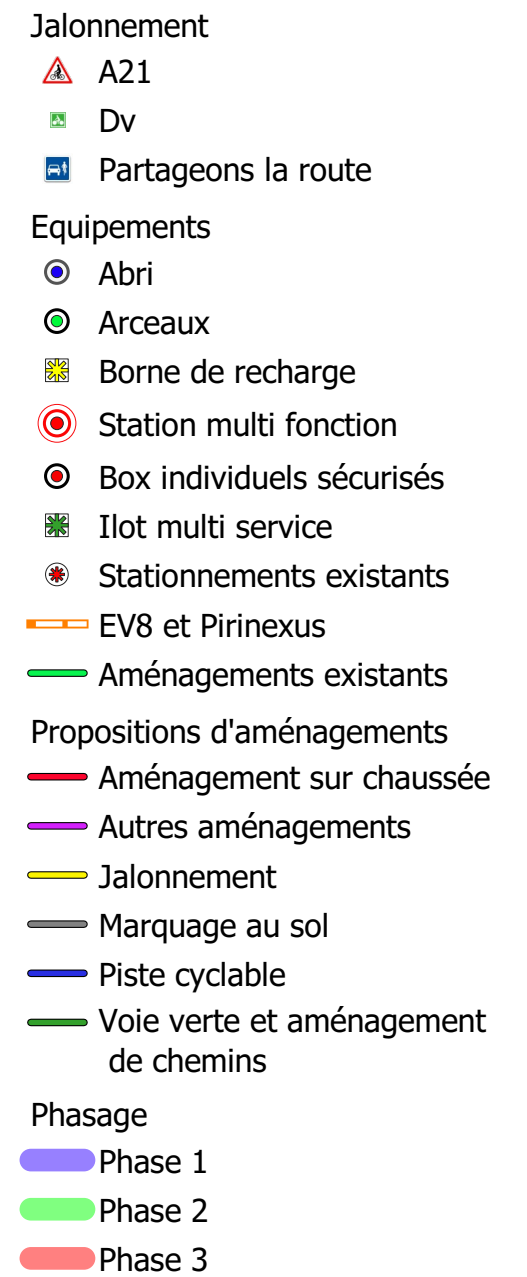 Jalonnement
A21
Dv
Partageons la route
Equipements
Abri
Arceaux
Borne de recharge
Station multi fonction
Box individuels sécurisés
Ilot multi service
Stationnements existants
EV8 et Pirinexus
Aménagements existants
Propositions d'aménagements
Aménagement sur chaussée
Autres aménagements
Jalonnement
Marquage au sol
Piste cyclable
Voie verte et aménagement
de chemins
Phasage
Phase 1
Phase 2
Phase 3